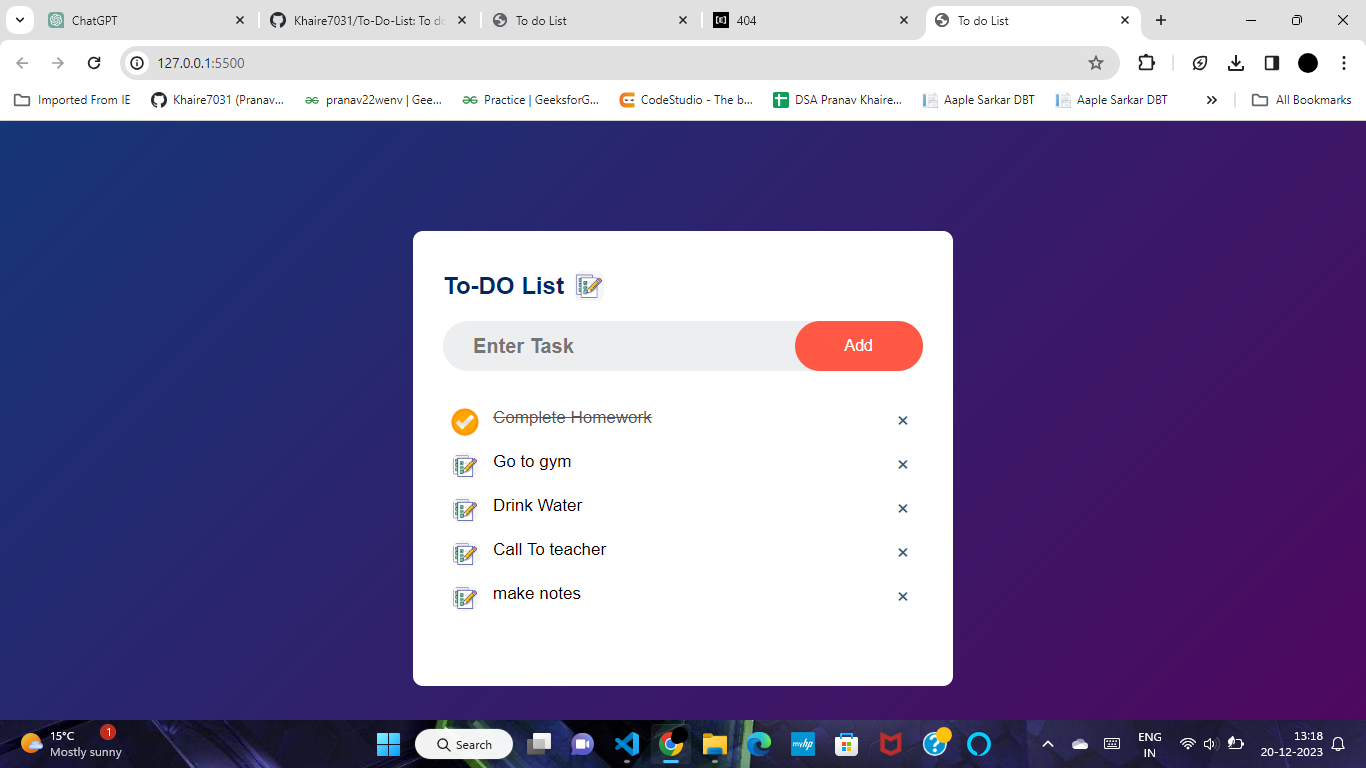 ChatGPT
Khaire7031/To-Do-List: To do
To do List
404
To do List
127.0.0.1:5500
Imported From IE
Khaire7031 (Pranav...
pranav22wenv | Gee...
Practice | GeeksforG...
CodeStudio - The b...
DSA Pranav Khaire...
Aaple Sarkar DBT
Aaple Sarkar DBT
All Bookmarks
To-DO List
Enter Task
Add
Complete Homework
Go to gym
Drink Water
Call To teacher
make notes
15°C
1
Mostly sunny
Search
myhp
ENG
IN
13:18
20-12-2023